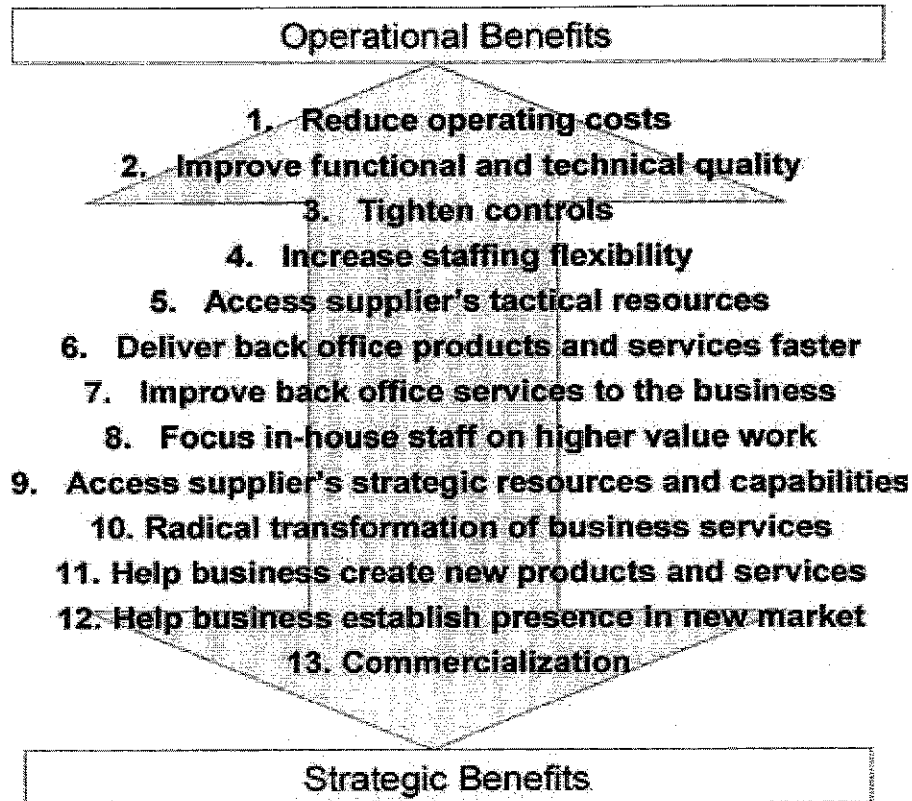 Operational Benefits
1. Reduce operating costs
2. Improve functional and technical quality
3. Tighten controls
4. Increase staffing flexibility
5. Access supplier's tactical resources
6. Deliver back office products and services faster
7. Improve back office services to the business
8. Focus in-house staff on higher value work
9. Access supplier's strategic resources and capabilities
10. Radical transformation of business services
11. Help business create new products and services
12. Help business establish presence in new market
13. Commercialization
Strategic Benefits